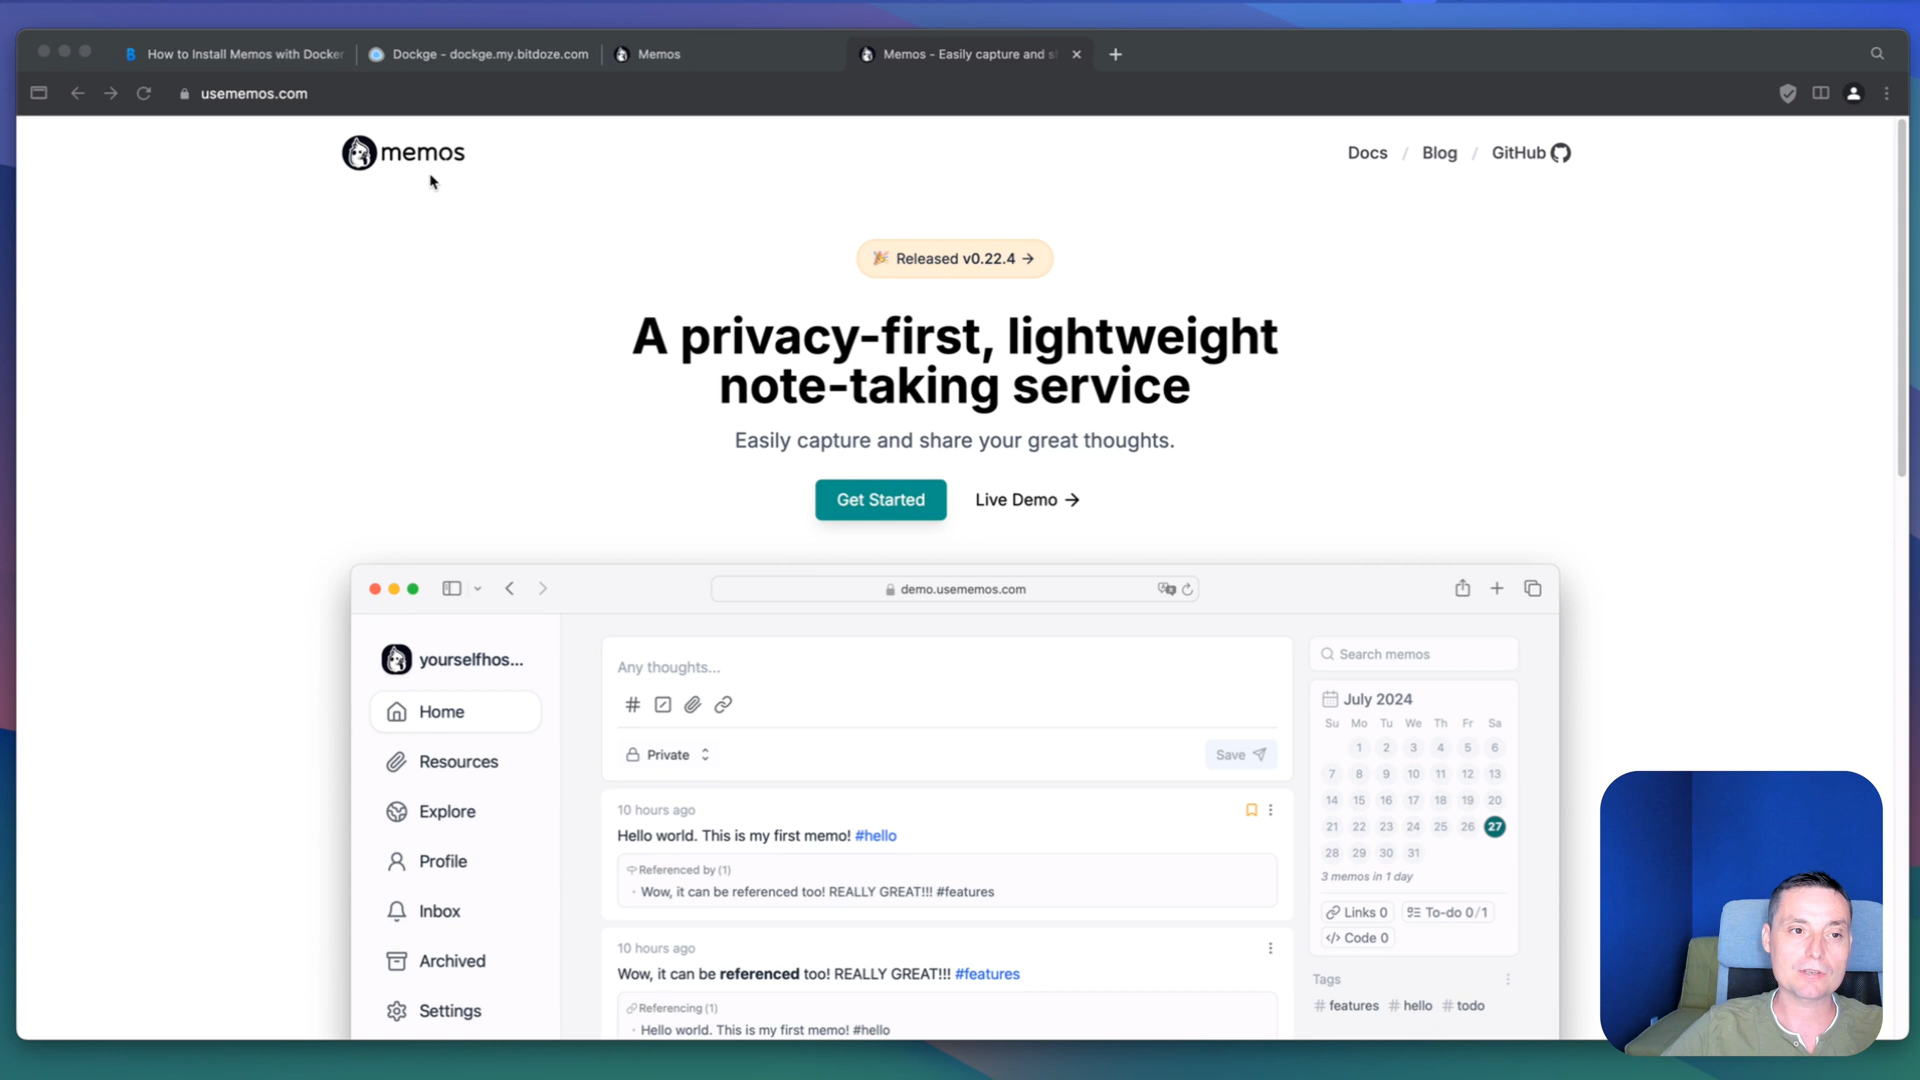 How to Install Memos with Docker
Dockge - dockge.my.bitdoze.com
Memos
Memos - Easily capture and s
usememos.com
memos
Docs / Blog / GitHub
Released v0.22.4 →
A privacy-first, lightweight
note-taking service
Easily capture and share your great thoughts.
Get Started
Live Demo →
demo.usememos.com
yourselfhos...
Home
Resources
Explore
Profile
Inbox
Archived
Settings
Any thoughts...
Private
Save
10 hours ago
Hello world. This is my first memo! #hello
Referenced by (1)
· Wow, it can be referenced too! REALLY GREAT!!! #features
10 hours ago
Wow, it can be referenced too! REALLY GREAT!!! #features
Referencing (1)
· Hello world. This is my first memo! #hello
Search memos
July 2024
Su Mo Tu We Th Fr Sa
1 2 3 4 5 6
7 8 9 10 11 12 13
14 15 16 17 18 19 20
21 22 23 24 25 26 27
28 29 30 31
3 memos in 1 day
Links 0
To-do 0/1
Code 0
Tags
# features # hello # todo